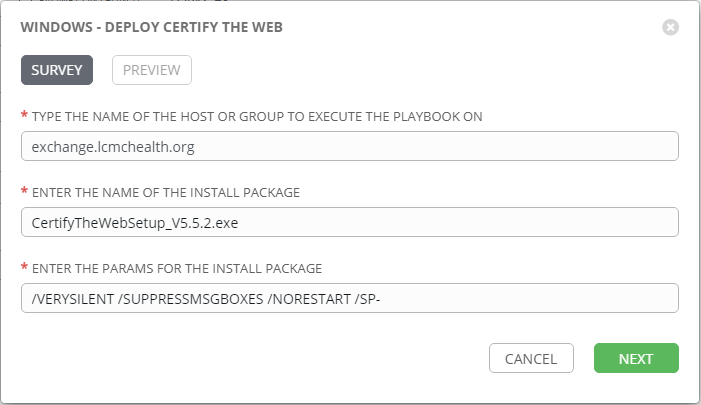 WINDOWS - DEPLOY CERTIFY THE WEB
SURVEY PREVIEW
* TYPE THE NAME OF THE HOST OR GROUP TO EXECUTE THE PLAYBOOK ON
exchange.lcmchealth.org
* ENTER THE NAME OF THE INSTALL PACKAGE
CertifyTheWebSetup_V5.5.2.exe
* ENTER THE PARAMS FOR THE INSTALL PACKAGE
/VERYSILENT /SUPPRESSMSGBOXES /NORESTART /SP-
CANCEL NEXT